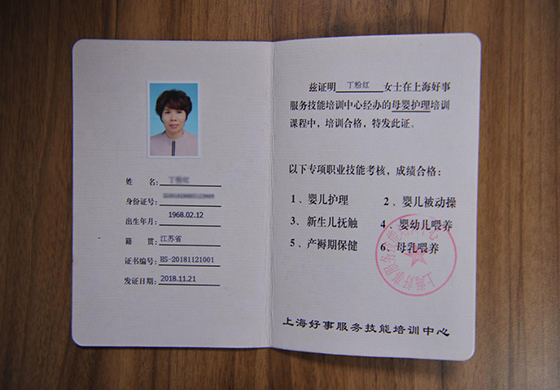 姓 名：
身份证号：
出生年月： 1968.02.12
籍 贯： 江苏省
证书编号： HS-20181121001
发证日期： 2018.11.21
兹证明 丁粉红 女士在上海好事
服务技能培训中心经办的母婴护理培训
课程中，培训合格，特发此证。
以下专项职业技能考核，成绩合格：
1、婴儿护理 2、婴儿被动操
3、新生儿抚触 4、婴幼儿喂养
5、产褥期保健 6、母乳喂养
上海好事服务技能培训中心